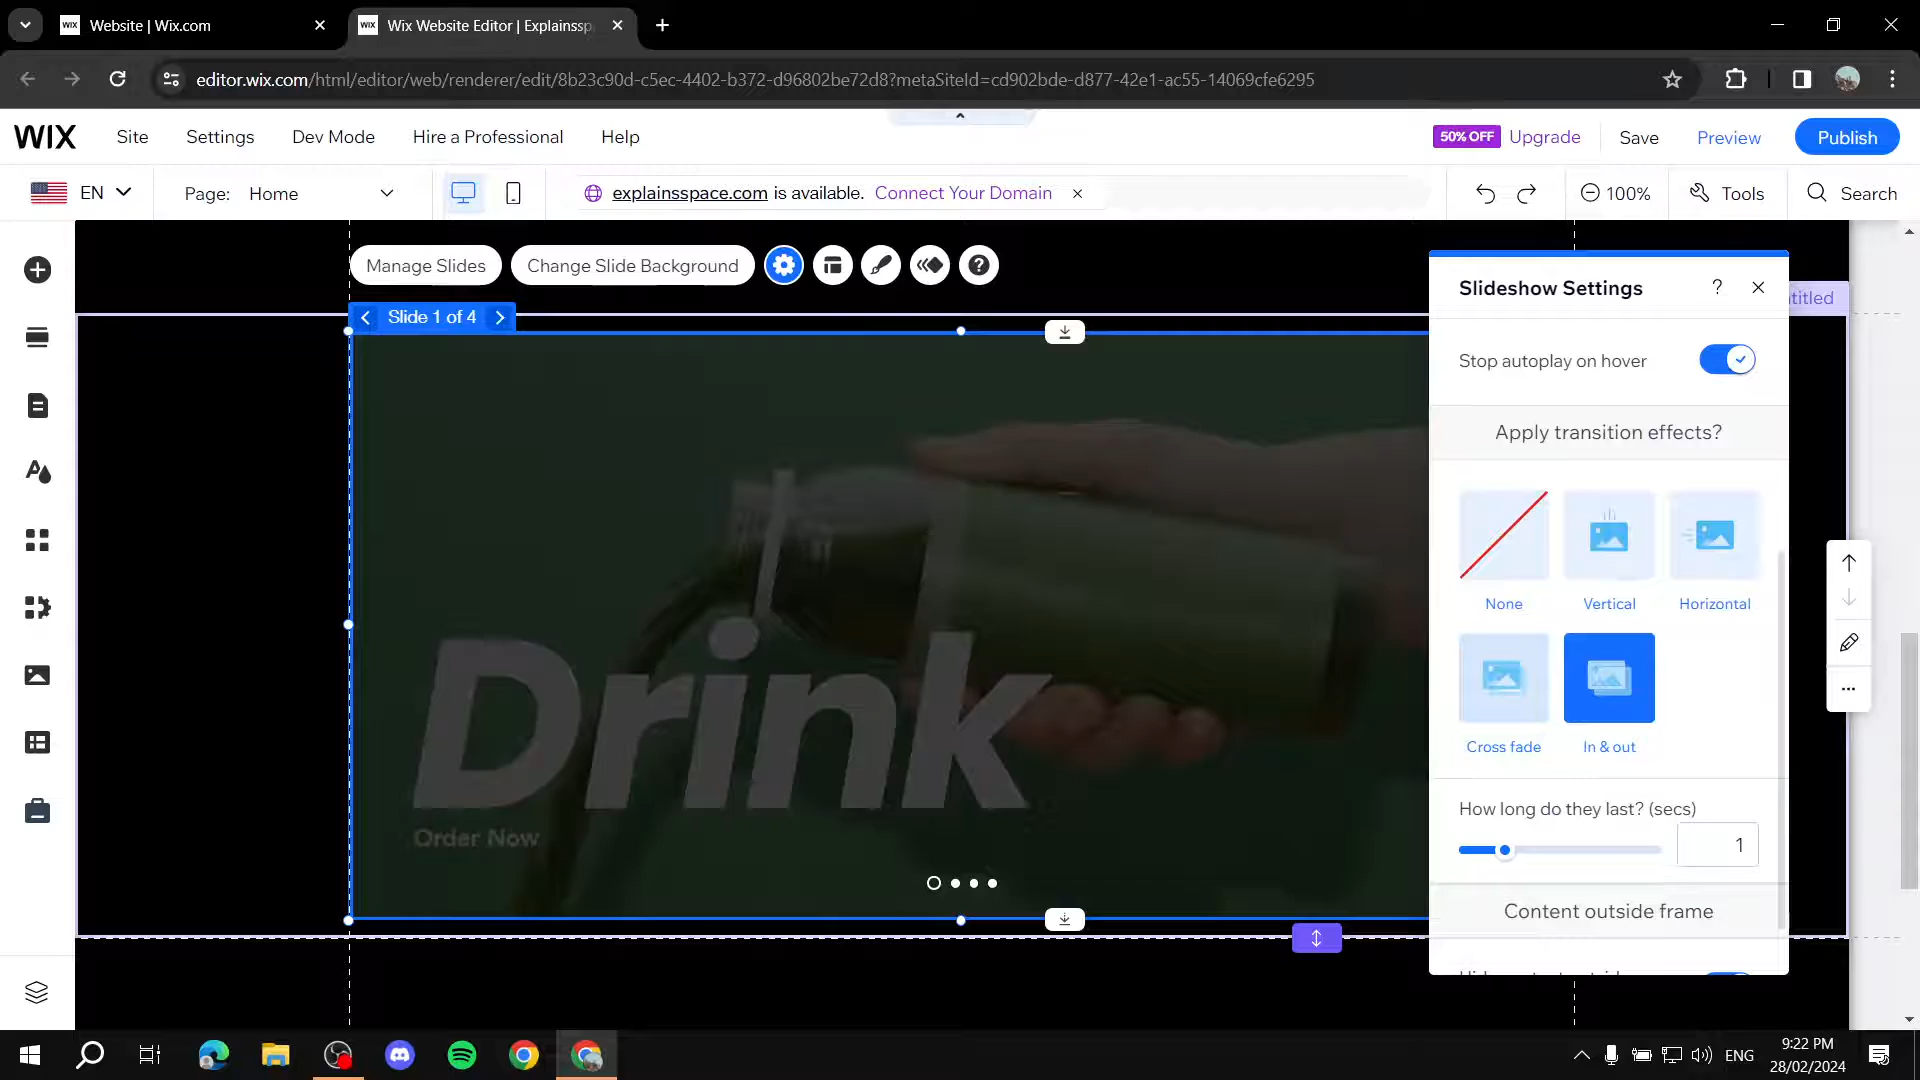 WIX Website | Wix.com
WIX Wix Website Editor | Explainssp
editor.wix.com/html/editor/web/renderer/edit/8b23c90d-c5ec-4402-b372-d96802be72d8?metaSiteId=cd902bde-d877-42e1-ac55-14069cfe6295
WIX Site Settings Dev Mode Hire a Professional Help 50% OFF Upgrade Save Preview Publish
EN Page: Home explainsspace.com is available. Connect Your Domain 100% Tools Search
Manage Slides Change Slide Background ?
Slide 1 of 4
Slideshow Settings ?
titled
Stop autoplay on hover
Apply transition effects?
None Vertical Horizontal
Cross fade In & out
How long do they last? (secs)
1
Content outside frame
Drink
Order Now
ENG
9:22 PM
28/02/2024